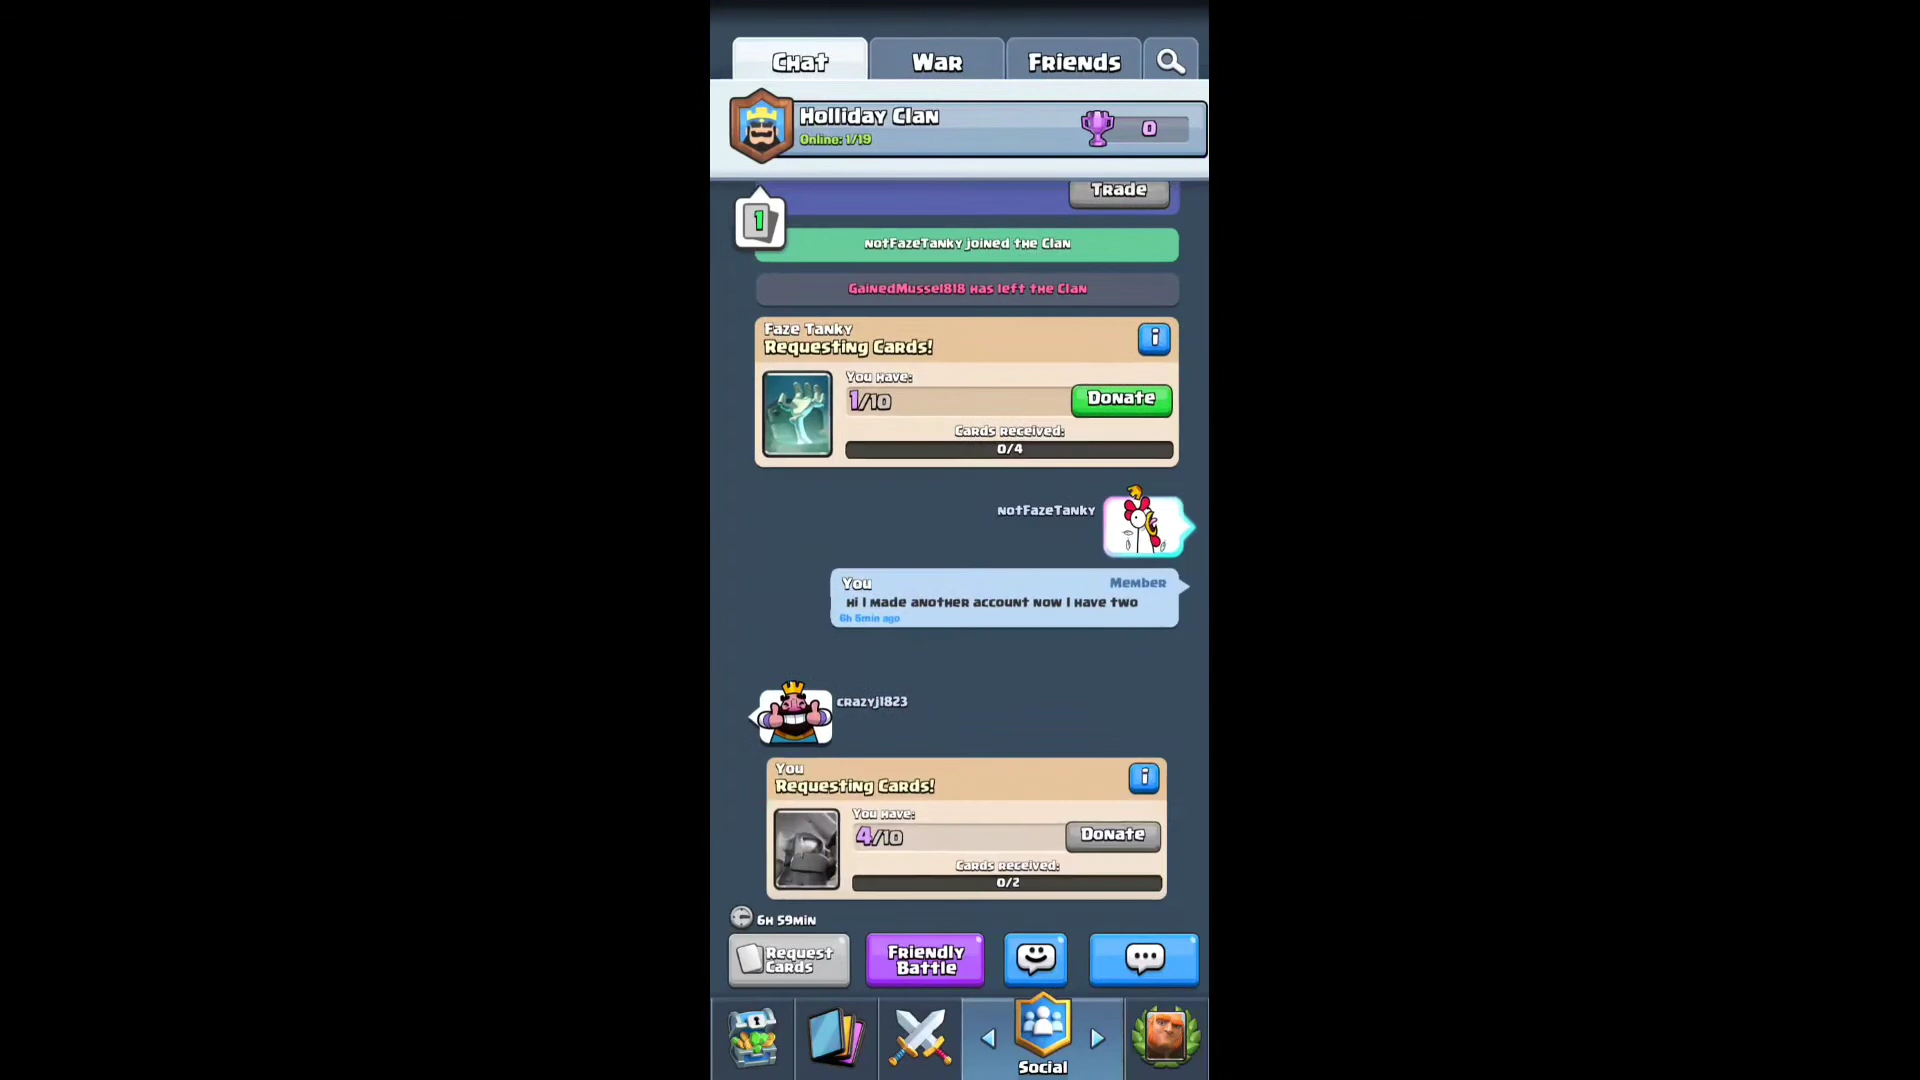 Chat
War
Friends
Holliday Clan
Online: 1/19
0
Trade
1
notFazeTanky joined the Clan
GainedMussel818 has left the Clan
Faze Tanky
Requesting Cards!
i
You have:
1/10
Donate
Cards received:
0/4
notFazeTanky
You
Member
Hi I made another account now I have two
6h 5min ago
crazyj1823
You
Requesting Cards!
i
You have:
4/10
Donate
Cards received:
0/2
6h 59min
Request
Cards
Friendly
Battle
Social